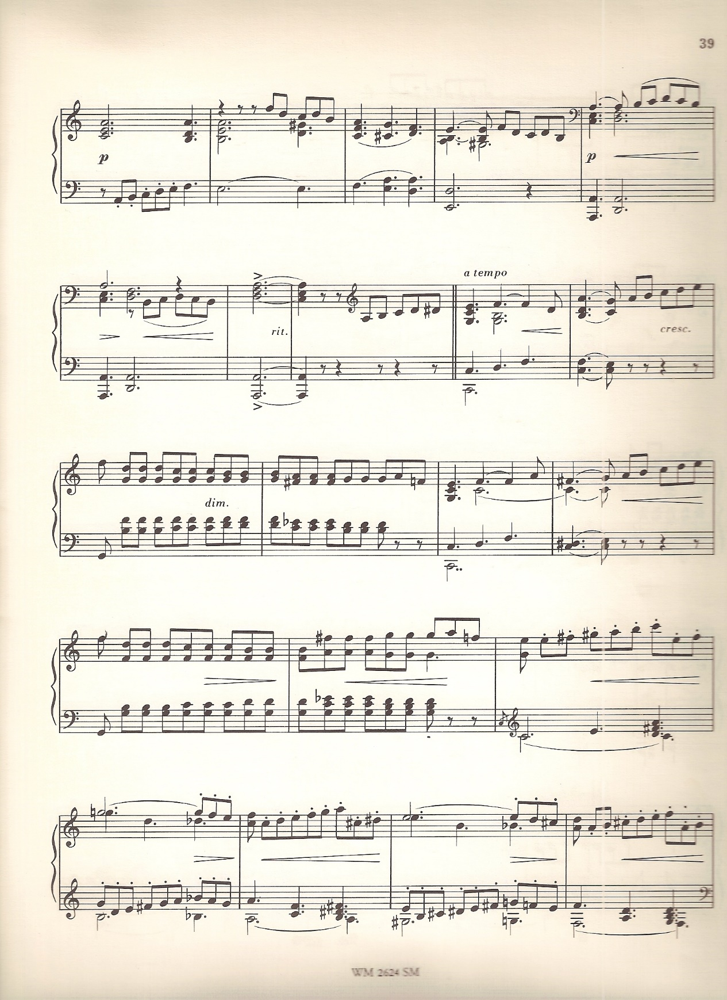 39
p
p
a tempo
rit.
cresc.
dim.
WM 2624 SM